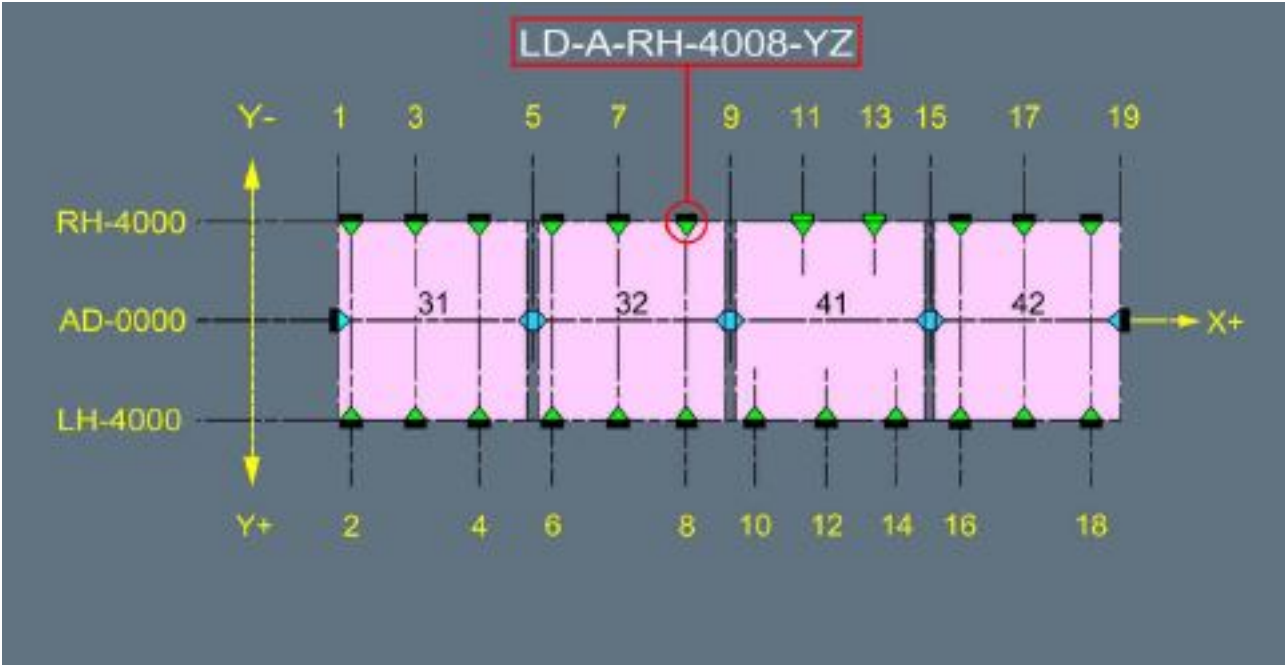 LD-A-RH-4008-YZ
Y- 1 3 5 7 9 11 13 15 17 19
RH-4000
31 32 41 42
AD-0000 X+
LH-4000
Y+ 2 4 6 8 10 12 14 16 18